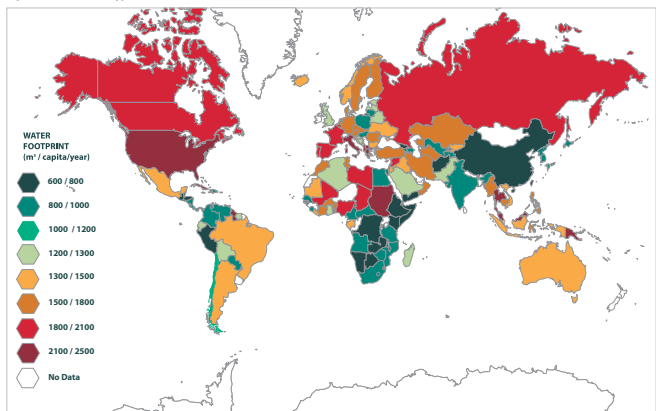 WATER
FOOTPRINT
(m³ / capita/year)
600 / 800
800 / 1000
1000 / 1200
1200 / 1300
1300 / 1500
1500 / 1800
1800 / 2100
2100 / 2500
No Data